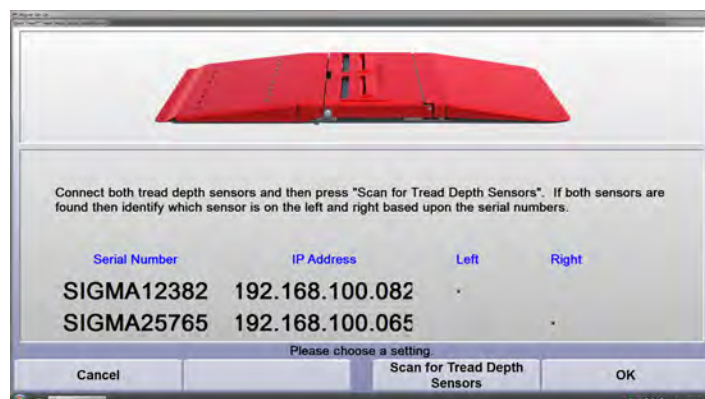 Connect both tread depth sensors and then press "Scan for Tread Depth Sensors". If both sensors are
found then identify which sensor is on the left and right based upon the serial numbers.
Serial Number IP Address Left Right
SIGMA12382 192.168.100.082
SIGMA25765 192.168.100.065
Please choose a setting.
Cancel Scan for Tread Depth Sensors OK